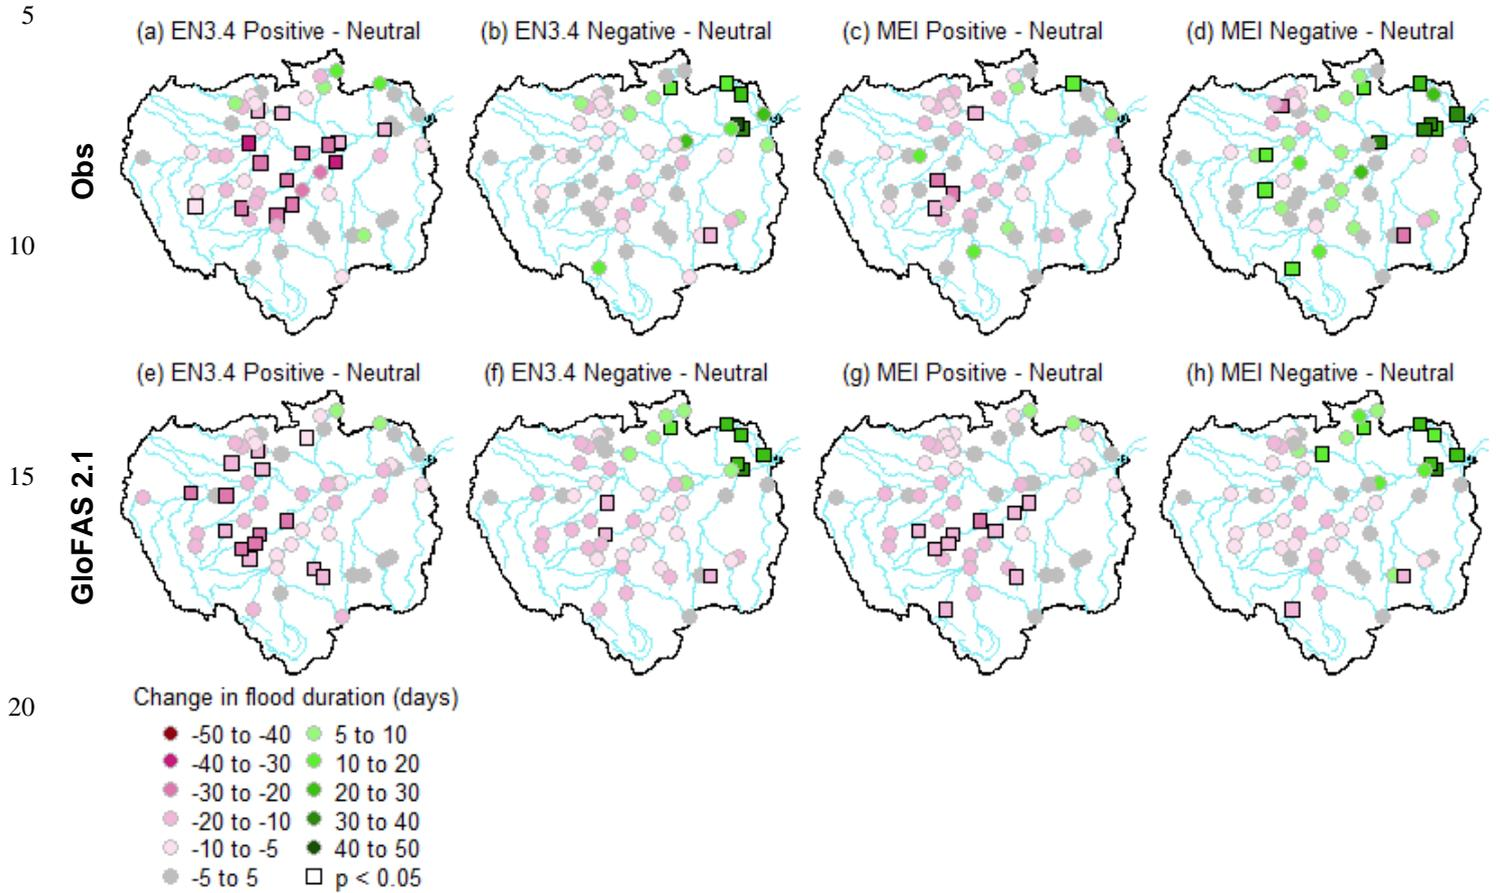 5
(a) EN3.4 Positive - Neutral
(b) EN3.4 Negative - Neutral
(c) MEI Positive - Neutral
(d) MEI Negative - Neutral
Obs
10
(e) EN3.4 Positive - Neutral
(f) EN3.4 Negative - Neutral
(g) MEI Positive - Neutral
(h) MEI Negative - Neutral
15
GloFAS 2.1
20
Change in flood duration (days)
-50 to -40
-40 to -30
-30 to -20
-20 to -10
-10 to -5
-5 to 5
5 to 10
10 to 20
20 to 30
30 to 40
40 to 50
p < 0.05